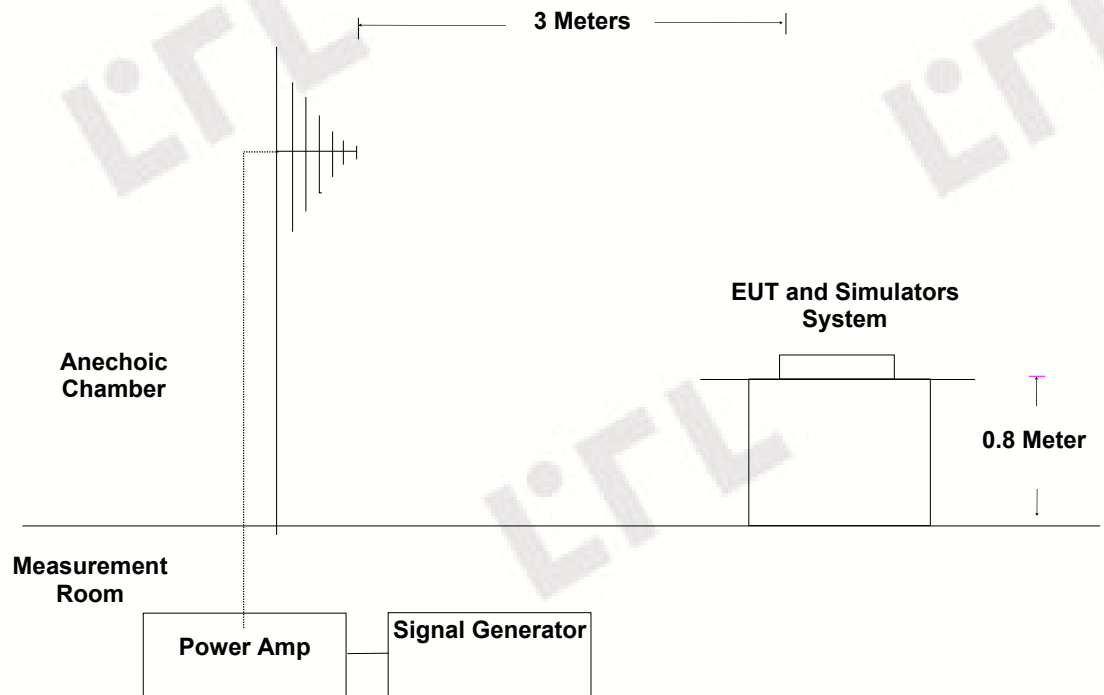 3 Meters
EUT and Simulators
System
Anechoic
Chamber
0.8 Meter
Measurement
Room
Power Amp
Signal Generator